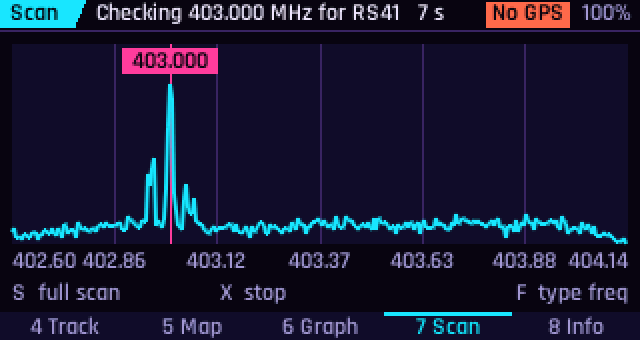 Scan Checking 403.000 MHz for RS41 7 s No GPS 100%
403.000
402.60 402.86 403.12 403.37 403.63 403.88 404.14
S full scan X stop F type freq
4 Track 5 Map 6 Graph 7 Scan 8 Info